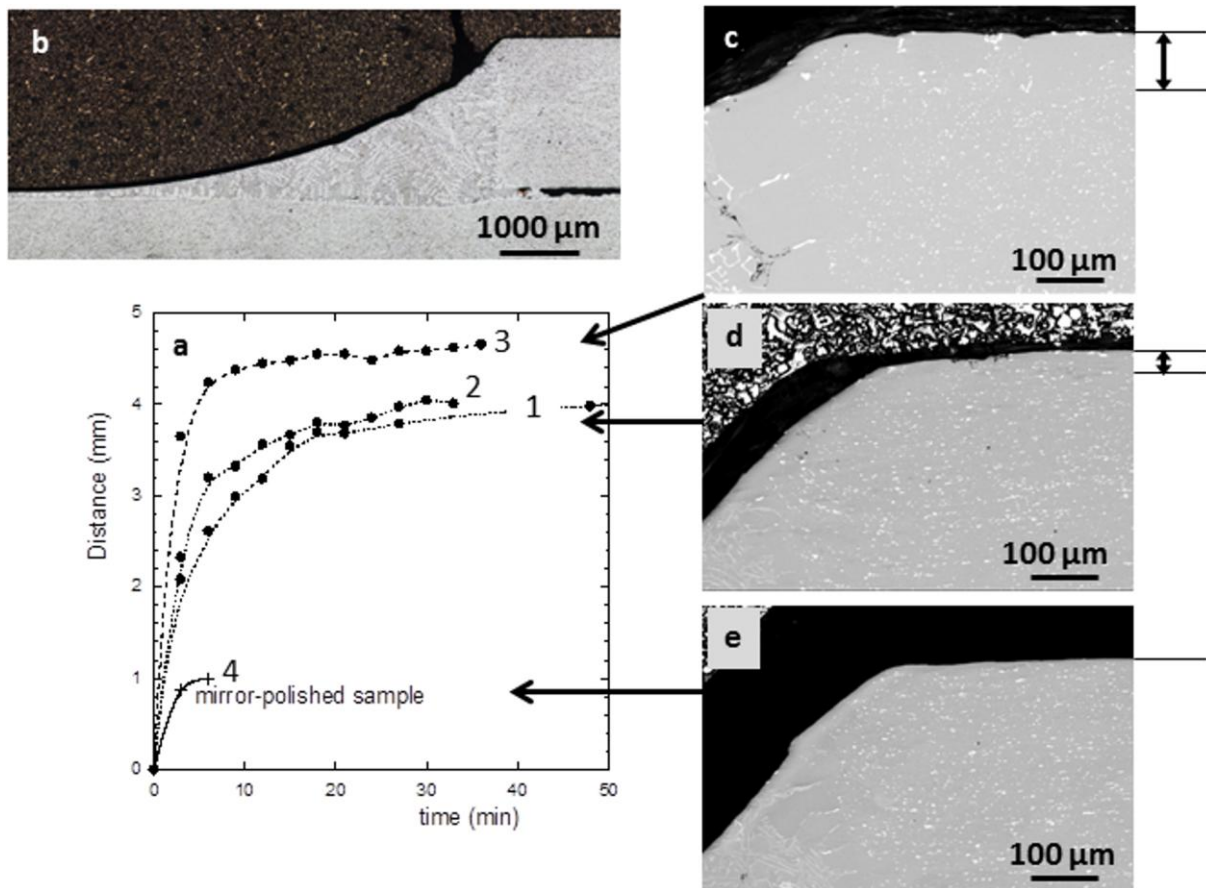 b
1000 µm
c
100 µm
d
100 µm
e
100 µm
a
5
4
3
2
1
0
Distance (mm)
3
2
1
4
mirror-polished sample
0 10 20 30 40 50
time (min)